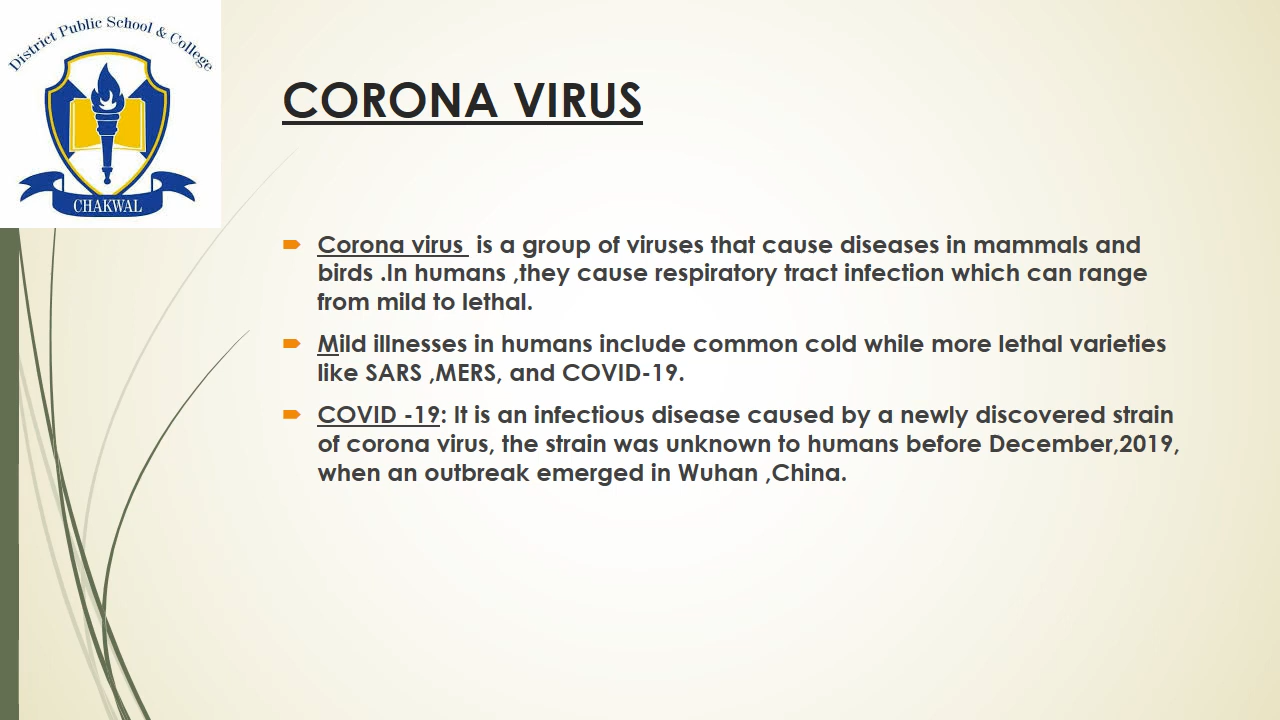 District Public School & College
CHAKWAL
CORONA VIRUS
Corona virus  is a group of viruses that cause diseases in mammals and
birds .In humans ,they cause respiratory tract infection which can range
from mild to lethal.
Mild illnesses in humans include common cold while more lethal varieties
like SARS ,MERS, and COVID-19.
COVID -19: It is an infectious disease caused by a newly discovered strain
of corona virus, the strain was unknown to humans before December,2019,
when an outbreak emerged in Wuhan ,China.